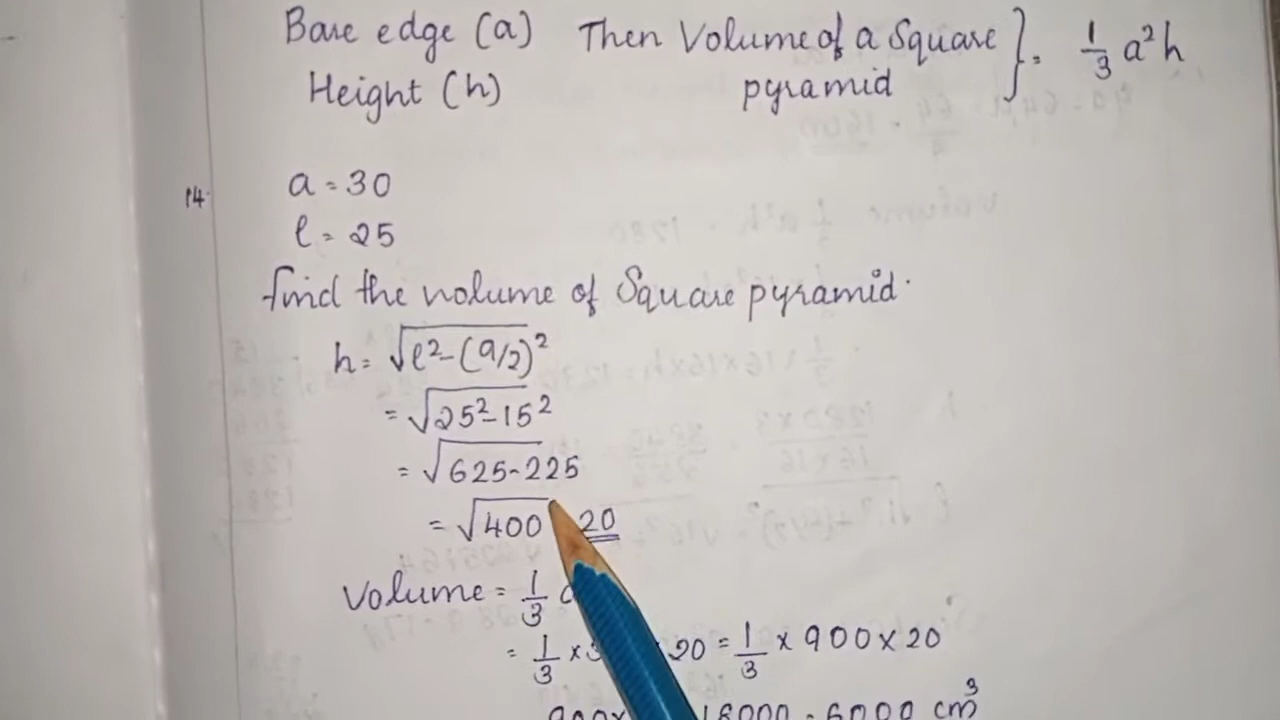 Base edge (a) Then Volume of a Square } = 1/3 a²h
Height (h) pyramid
14. a = 30
l = 25
find the volume of Square pyramid.
h = √l² - (a/2)²
= √25² - 15²
= √625 - 225
= √400 20
Volume = 1/3
= 1/3 × 20 = 1/3 × 900 × 20
18000 = 6000 cm³